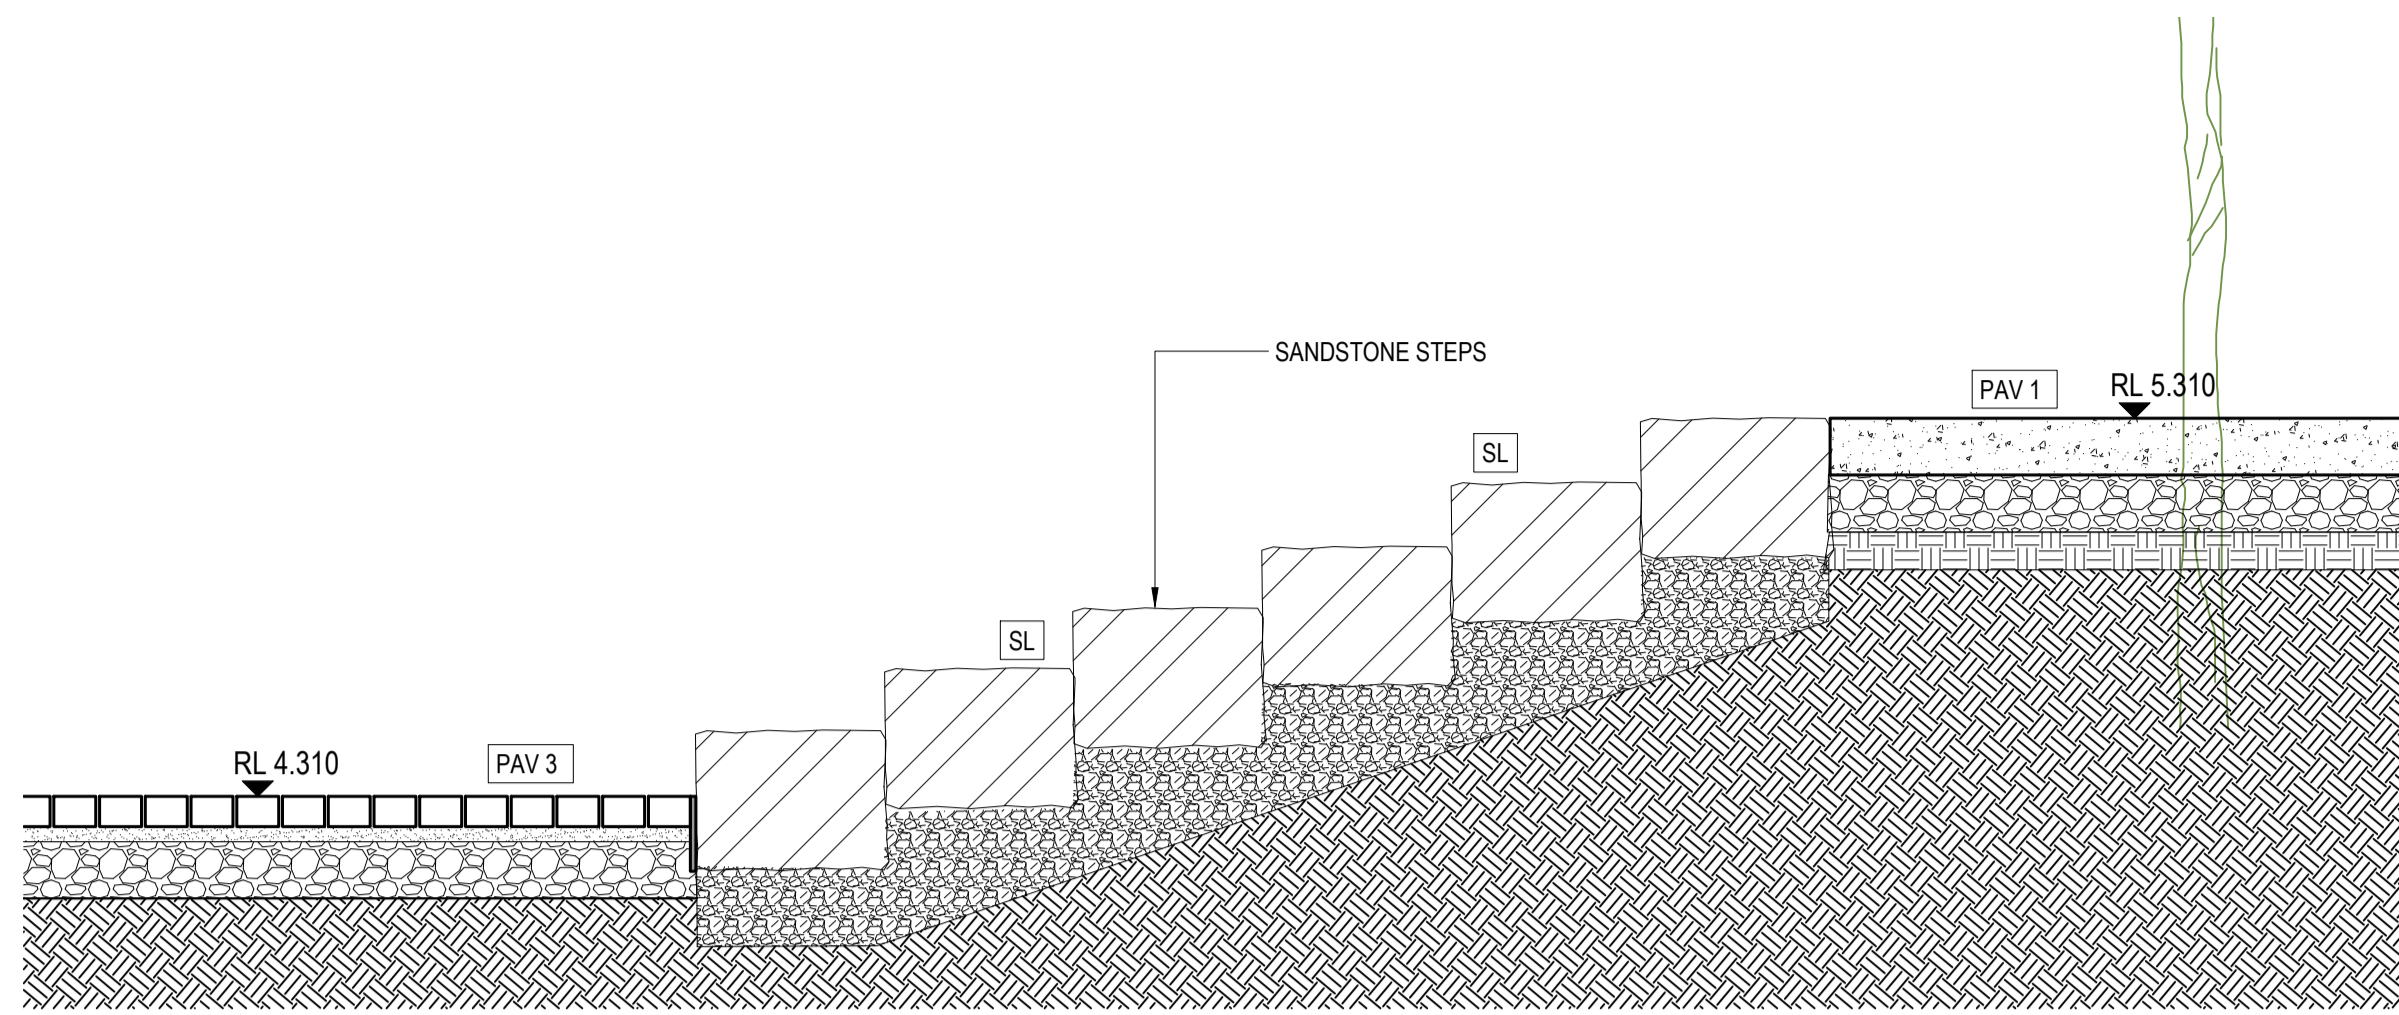 SANDSTONE STEPS
PAV 1
RL 5.310
SL
SL
RL 4.310
PAV 3